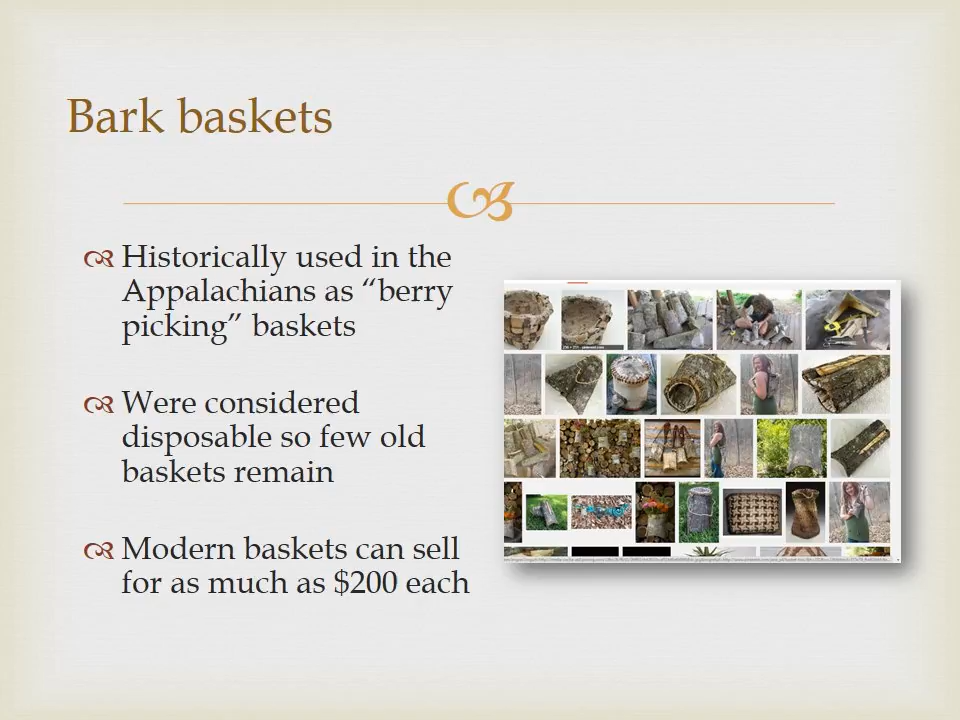 Bark baskets
Historically used in the
Appalachians as “berry
picking” baskets
Were considered
disposable so few old
baskets remain
Modern baskets can sell
for as much as $200 each